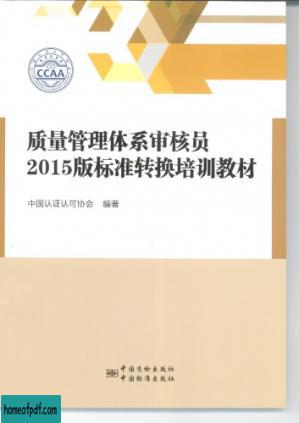 CCAA
质量管理体系审核员
2015版标准转换培训教材
中国认证认可协会 编著
中国质检出版社
中国标准出版社
homeofpdf.com